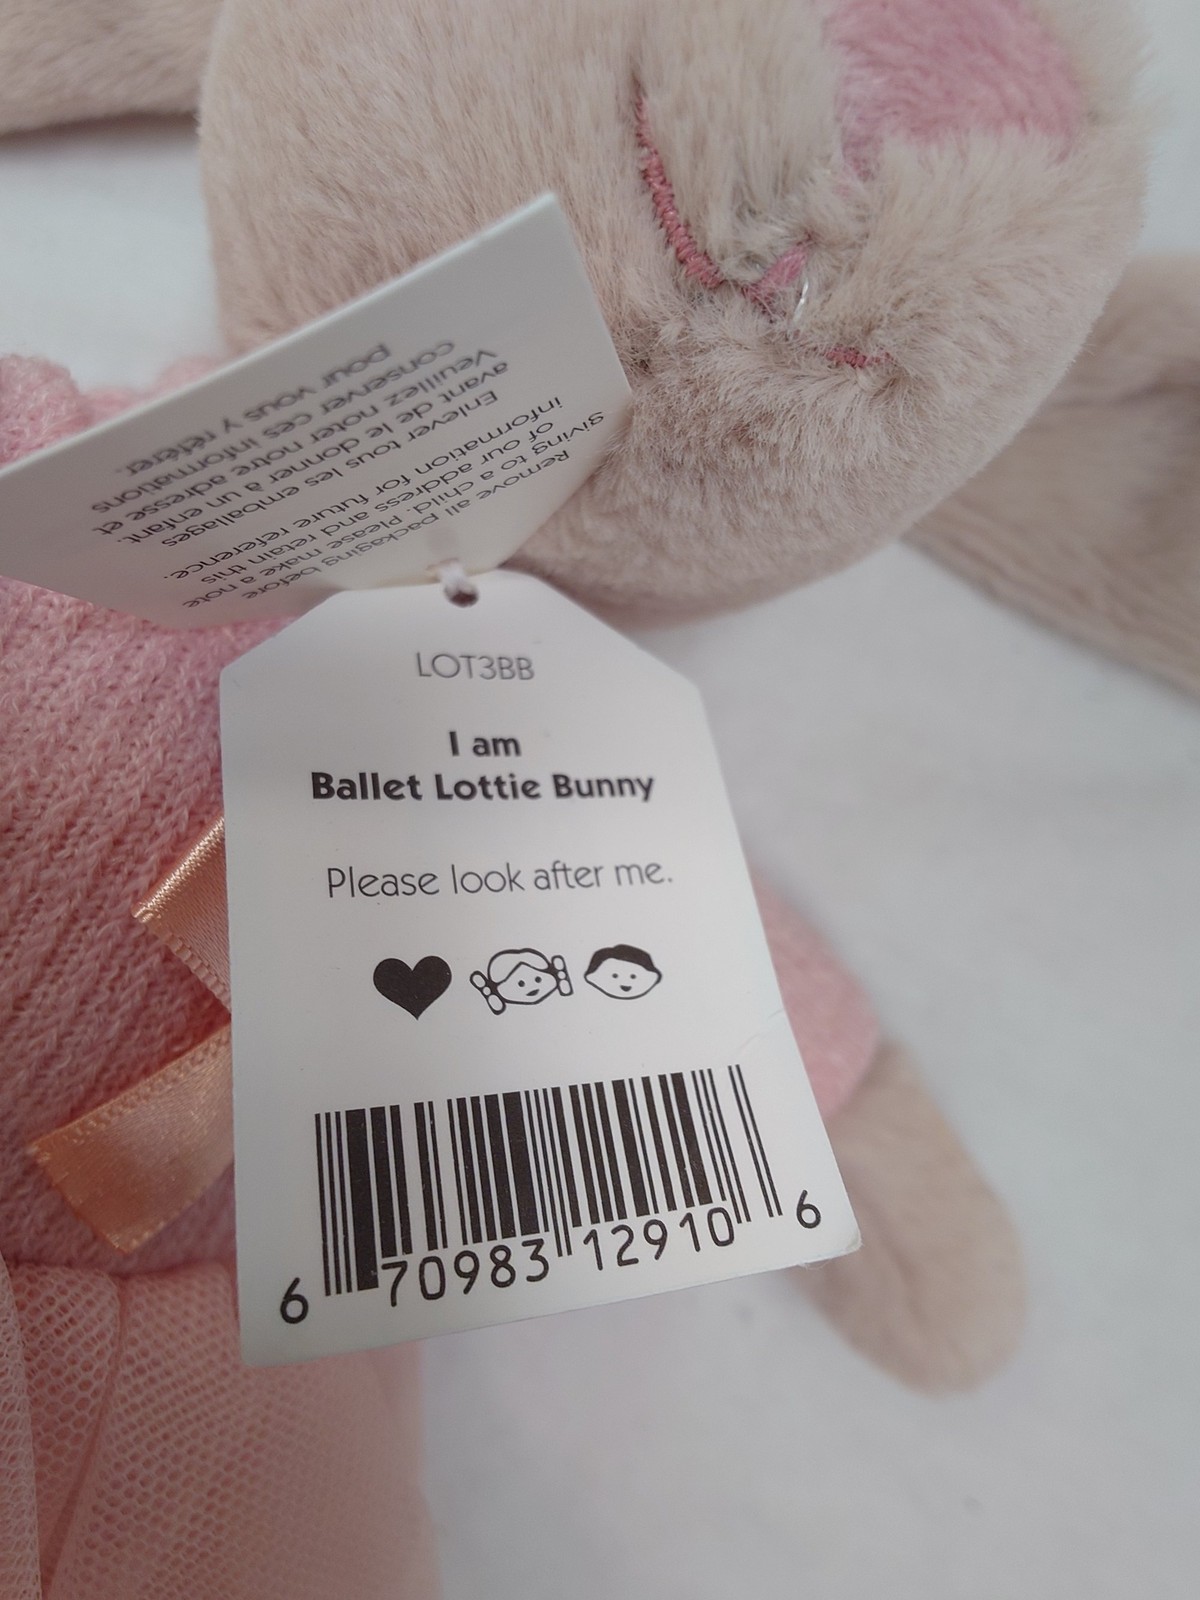 Remove all packaging before
giving to a child. Please make a note
of our address and retain this
information for future reference.
Enlever tous les emballages
avant de le donner à un enfant.
Veuillez noter notre adresse et
conserver ces informations
pour vous y référer.
LOT3BB
I am
Ballet Lottie Bunny
Please look after me.
6 70983 12910 6